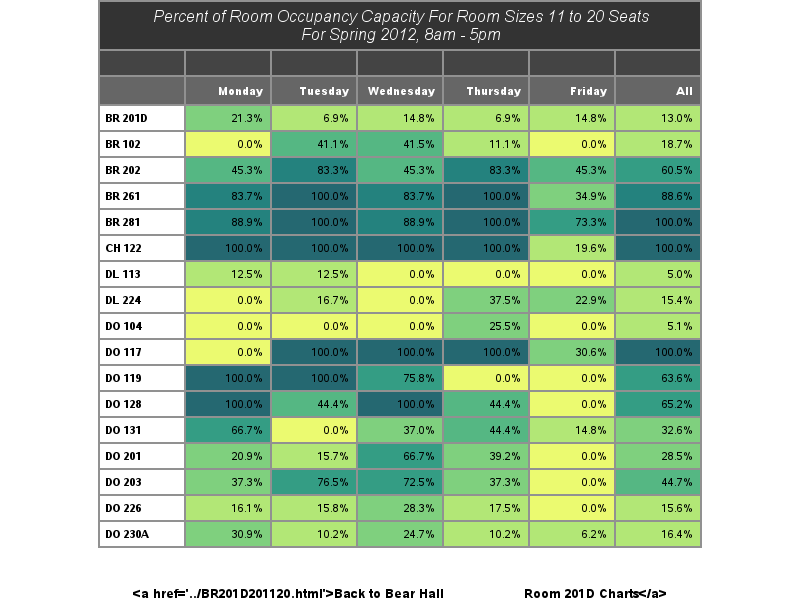 Percent of Room Occupancy Capacity For Room Sizes 11 to 20 Seats
For Spring 2012, 8am - 5pm
Monday Tuesday Wednesday Thursday Friday All
BR 201D 21.3% 6.9% 14.8% 6.9% 14.8% 13.0%
BR 102 0.0% 41.1% 41.5% 11.1% 0.0% 18.7%
BR 202 45.3% 83.3% 45.3% 83.3% 45.3% 60.5%
BR 261 83.7% 100.0% 83.7% 100.0% 34.9% 88.6%
BR 281 88.9% 100.0% 88.9% 100.0% 73.3% 100.0%
CH 122 100.0% 100.0% 100.0% 100.0% 19.6% 100.0%
DL 113 12.5% 12.5% 0.0% 0.0% 0.0% 5.0%
DL 224 0.0% 16.7% 0.0% 37.5% 22.9% 15.4%
DO 104 0.0% 0.0% 0.0% 25.5% 0.0% 5.1%
DO 117 0.0% 100.0% 100.0% 100.0% 30.6% 100.0%
DO 119 100.0% 100.0% 75.8% 0.0% 0.0% 63.6%
DO 128 100.0% 44.4% 100.0% 44.4% 0.0% 65.2%
DO 131 66.7% 0.0% 37.0% 44.4% 14.8% 32.6%
DO 201 20.9% 15.7% 66.7% 39.2% 0.0% 28.5%
DO 203 37.3% 76.5% 72.5% 37.3% 0.0% 44.7%
DO 226 16.1% 15.8% 28.3% 17.5% 0.0% 15.6%
DO 230A 30.9% 10.2% 24.7% 10.2% 6.2% 16.4%
<a href='../BR201D201120.html'>Back to Bear Hall Room 201D Charts</a>